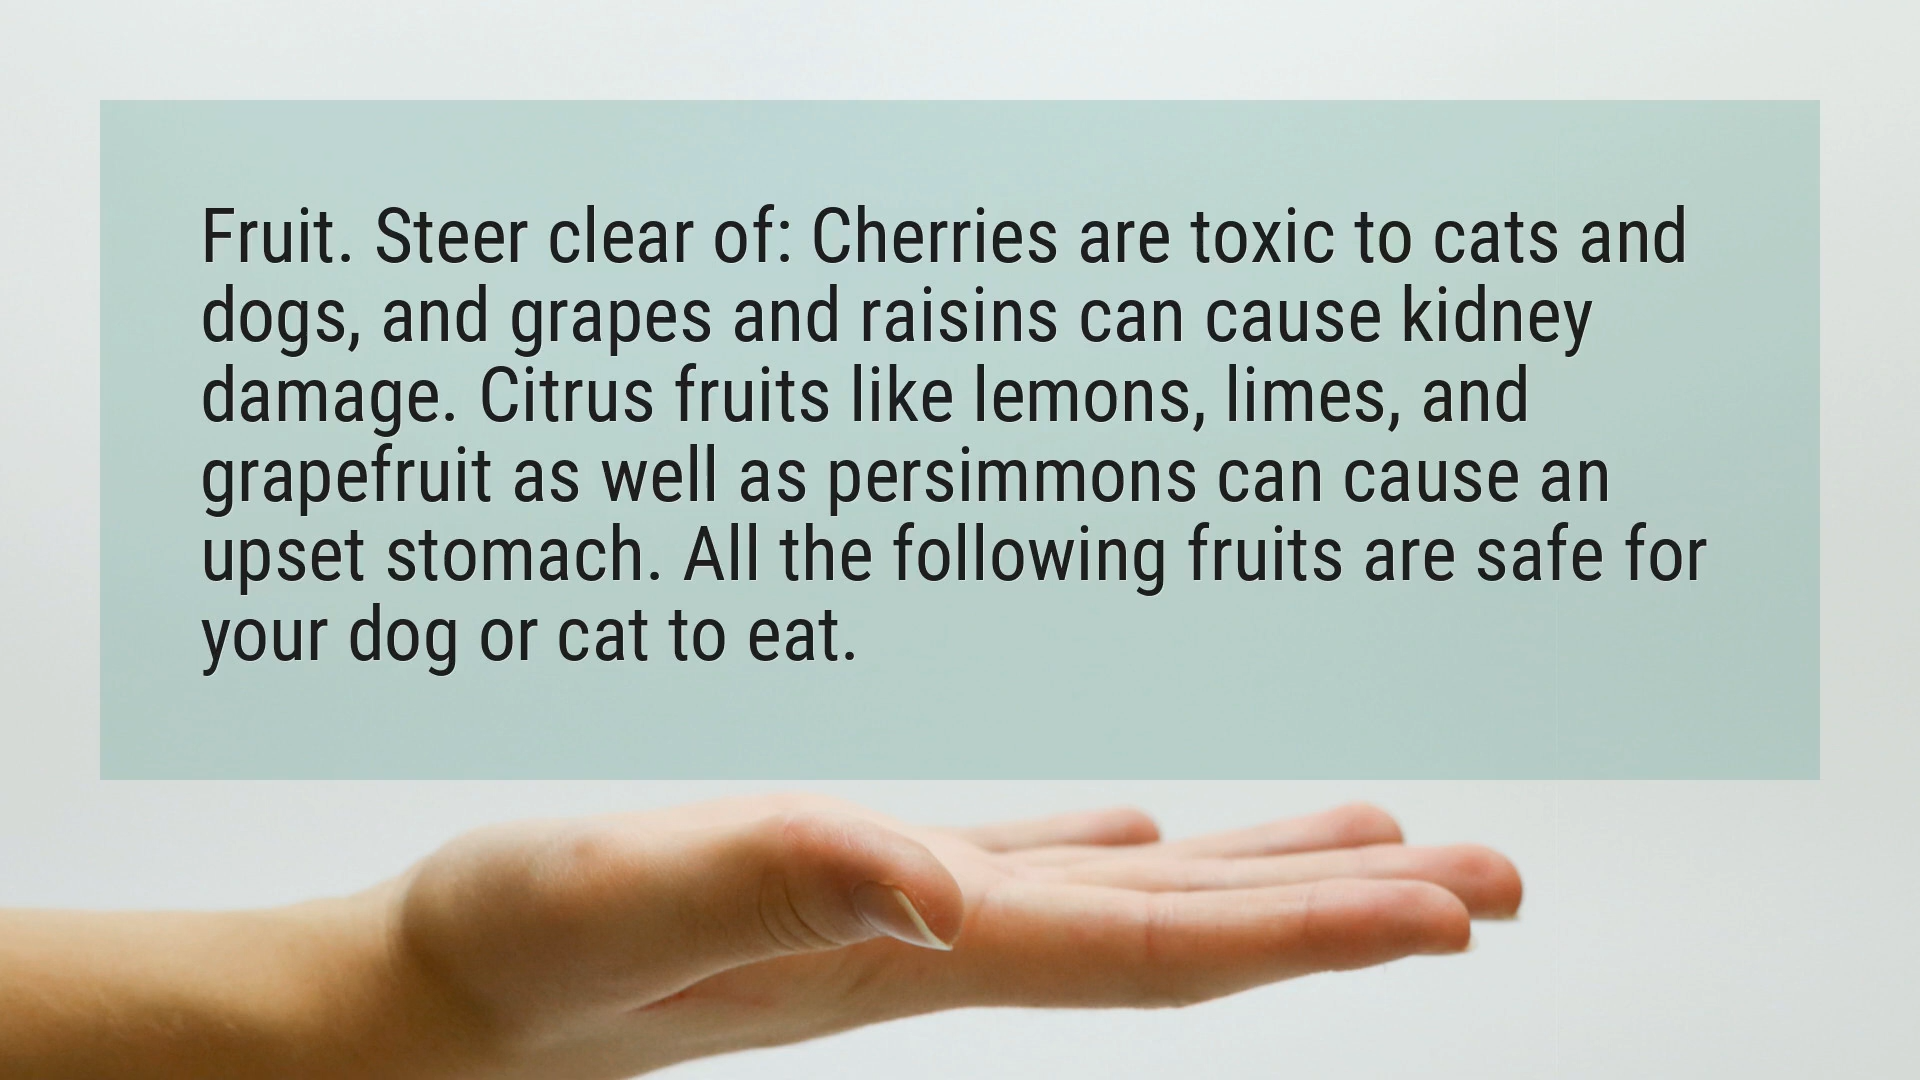 Fruit. Steer clear of: Cherries are toxic to cats and
dogs, and grapes and raisins can cause kidney
damage. Citrus fruits like lemons, limes, and
grapefruit as well as persimmons can cause an
upset stomach. All the following fruits are safe for
your dog or cat to eat.